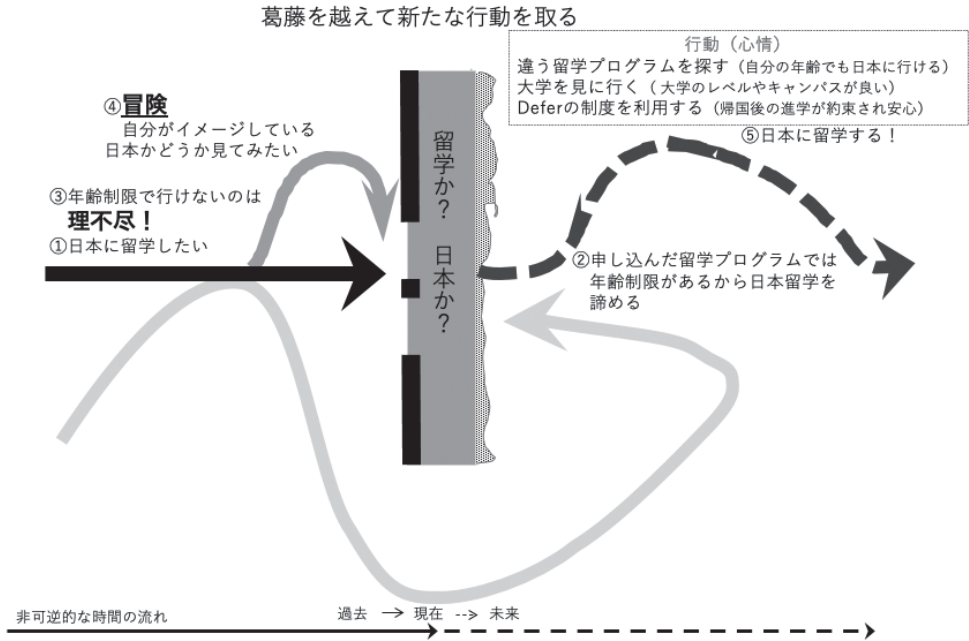 葛藤を越えて新たな行動を取る
行動（心情）
違う留学プログラムを探す（自分の年齢でも日本に行ける）
大学を見に行く（大学のレベルやキャンパスが良い）
Deferの制度を利用する（帰国後の進学が約束され安心）
⑤日本に留学する！
④冒険
自分がイメージしている
日本かどうか見てみたい
③年齢制限で行けないのは
理不尽！
①日本に留学したい
留学か？　日本か？
②申し込んだ留学プログラムでは
年齢制限があるから日本留学を
諦める
非可逆的な時間の流れ
過去 → 現在 --> 未来